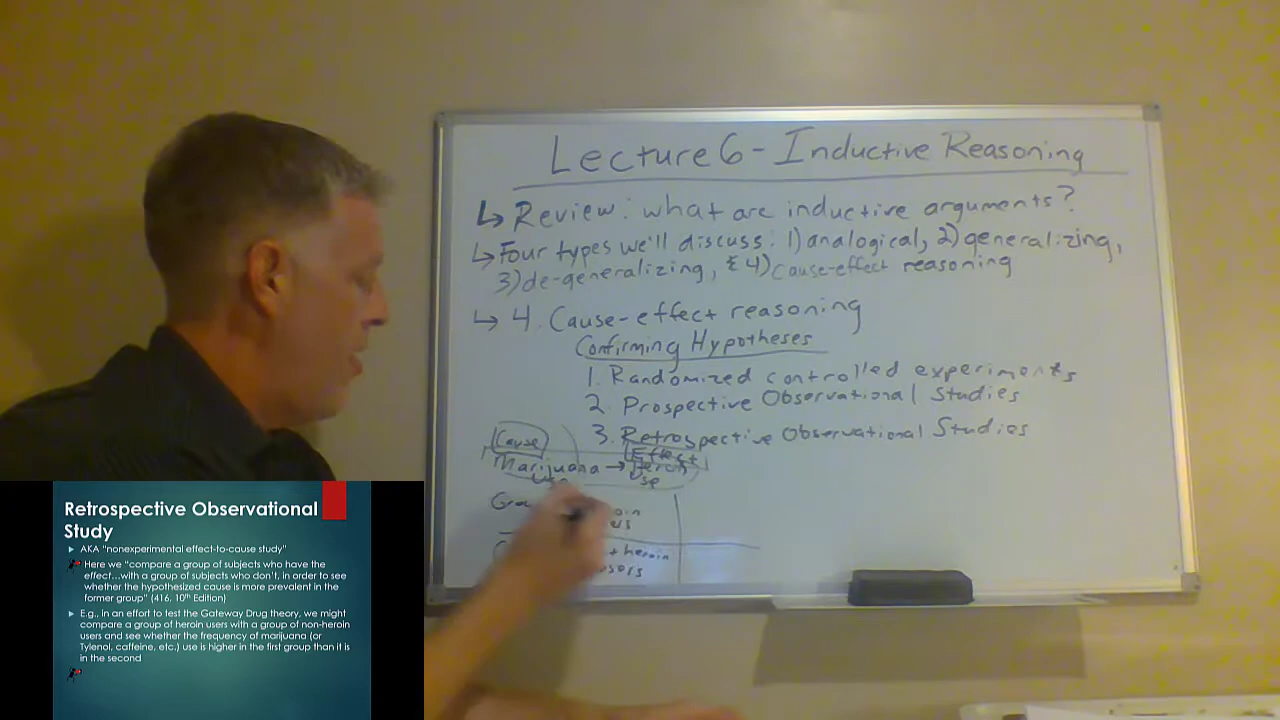 Lecture 6 - Inductive Reasoning
↳ Review: what are inductive arguments?
↳ Four types we'll discuss: 1) analogical, 2) generalizing,
3) de-generalizing, & 4) Cause-effect reasoning
↳ 4. Cause-effect reasoning
Confirming Hypotheses
1. Randomized controlled experiments
2. Prospective Observational Studies
3. Retrospective Observational Studies
Cause
Effect
Marijuana → Heroin
Use
heroin
Retrospective Observational
Study
AKA "nonexperimental effect-to-cause study"
Here we "compare a group of subjects who have the
effect…with a group of subjects who don't, in order to see
whether the hypothesized cause is more prevalent in the
former group" (416, 10th Edition)
E.g., in an effort to test the Gateway Drug theory, we might
compare a group of heroin users with a group of non-heroin
users and see whether the frequency of marijuana (or
Tylenol, caffeine, etc.) use is higher in the first group than it is
in the second